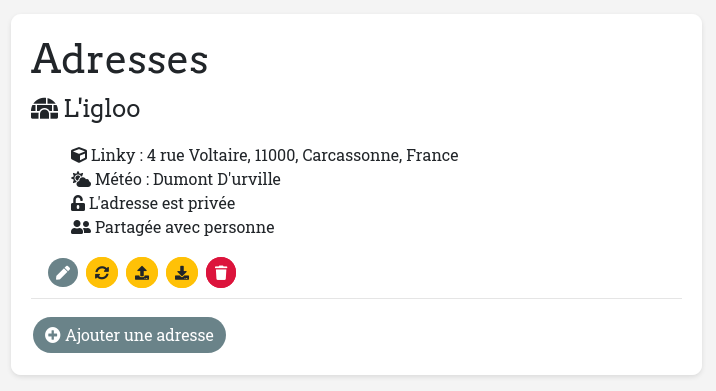 Adresses
L'igloo
Linky : 4 rue Voltaire, 11000, Carcassonne, France
Météo : Dumont D'urville
L'adresse est privée
Partagée avec personne
Ajouter une adresse